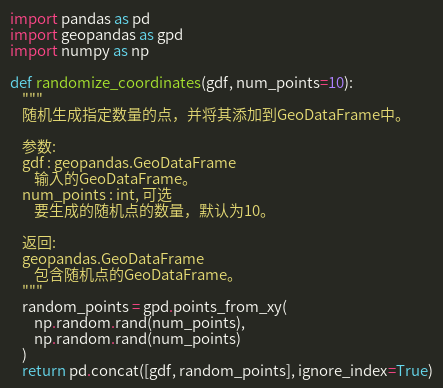 import pandas as pd
import geopandas as gpd
import numpy as np

def randomize_coordinates(gdf, num_points=10):
    """
    随机生成指定数量的点，并将其添加到GeoDataFrame中。

    参数:
    gdf : geopandas.GeoDataFrame
        输入的GeoDataFrame。
    num_points : int, 可选
        要生成的随机点的数量，默认为10。

    返回:
    geopandas.GeoDataFrame
        包含随机点的GeoDataFrame。
    """
    random_points = gpd.points_from_xy(
        np.random.rand(num_points),
        np.random.rand(num_points)
    )
    return pd.concat([gdf, random_points], ignore_index=True)